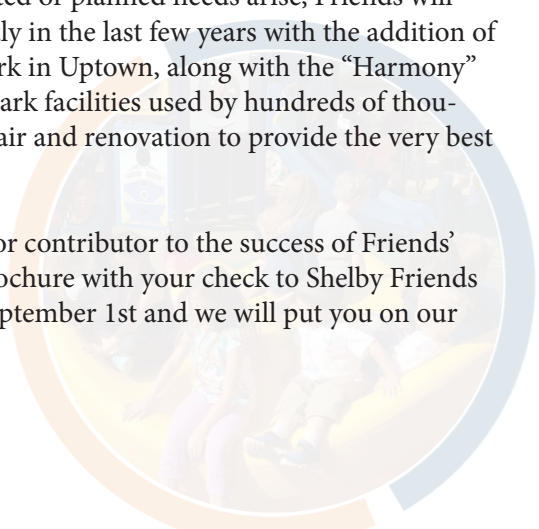 ted or planned needs arise, Friends will
ly in the last few years with the addition of
rk in Uptown, along with the “Harmony”
ark facilities used by hundreds of thou-
air and renovation to provide the very best
or contributor to the success of Friends’
ochure with your check to Shelby Friends
ptember 1st and we will put you on our